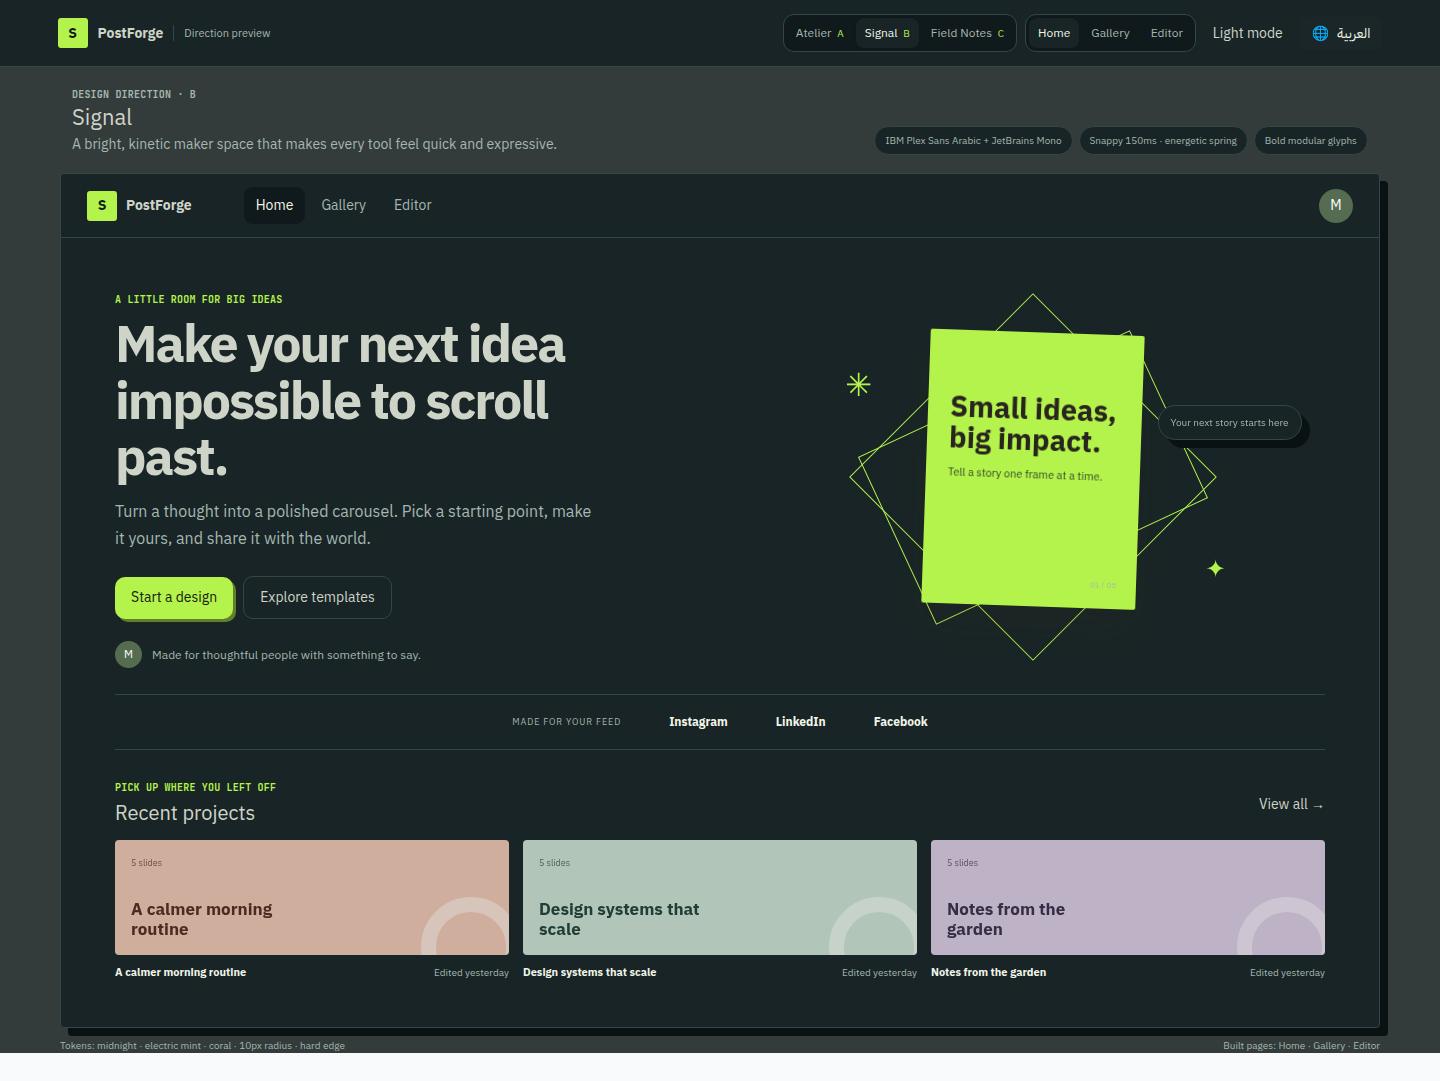 S PostForge Direction preview Atelier A Signal B Field Notes C Home Gallery Editor Light mode 🌐 العربية
DESIGN DIRECTION · B
Signal
A bright, kinetic maker space that makes every tool feel quick and expressive.
IBM Plex Sans Arabic + JetBrains Mono Snappy 150ms · energetic spring Bold modular glyphs
S PostForge Home Gallery Editor M
A LITTLE ROOM FOR BIG IDEAS
Make your next idea
impossible to scroll
past.
Turn a thought into a polished carousel. Pick a starting point, make
it yours, and share it with the world.
Start a design Explore templates
M Made for thoughtful people with something to say.
Small ideas,
big impact.
Tell a story one frame at a time.
01 / 05
Your next story starts here
MADE FOR YOUR FEED Instagram LinkedIn Facebook
PICK UP WHERE YOU LEFT OFF
Recent projects
View all →
5 slides
A calmer morning
routine
A calmer morning routine Edited yesterday
5 slides
Design systems that
scale
Design systems that scale Edited yesterday
5 slides
Notes from the
garden
Notes from the garden Edited yesterday
Tokens: midnight · electric mint · coral · 10px radius · hard edge
Built pages: Home · Gallery · Editor